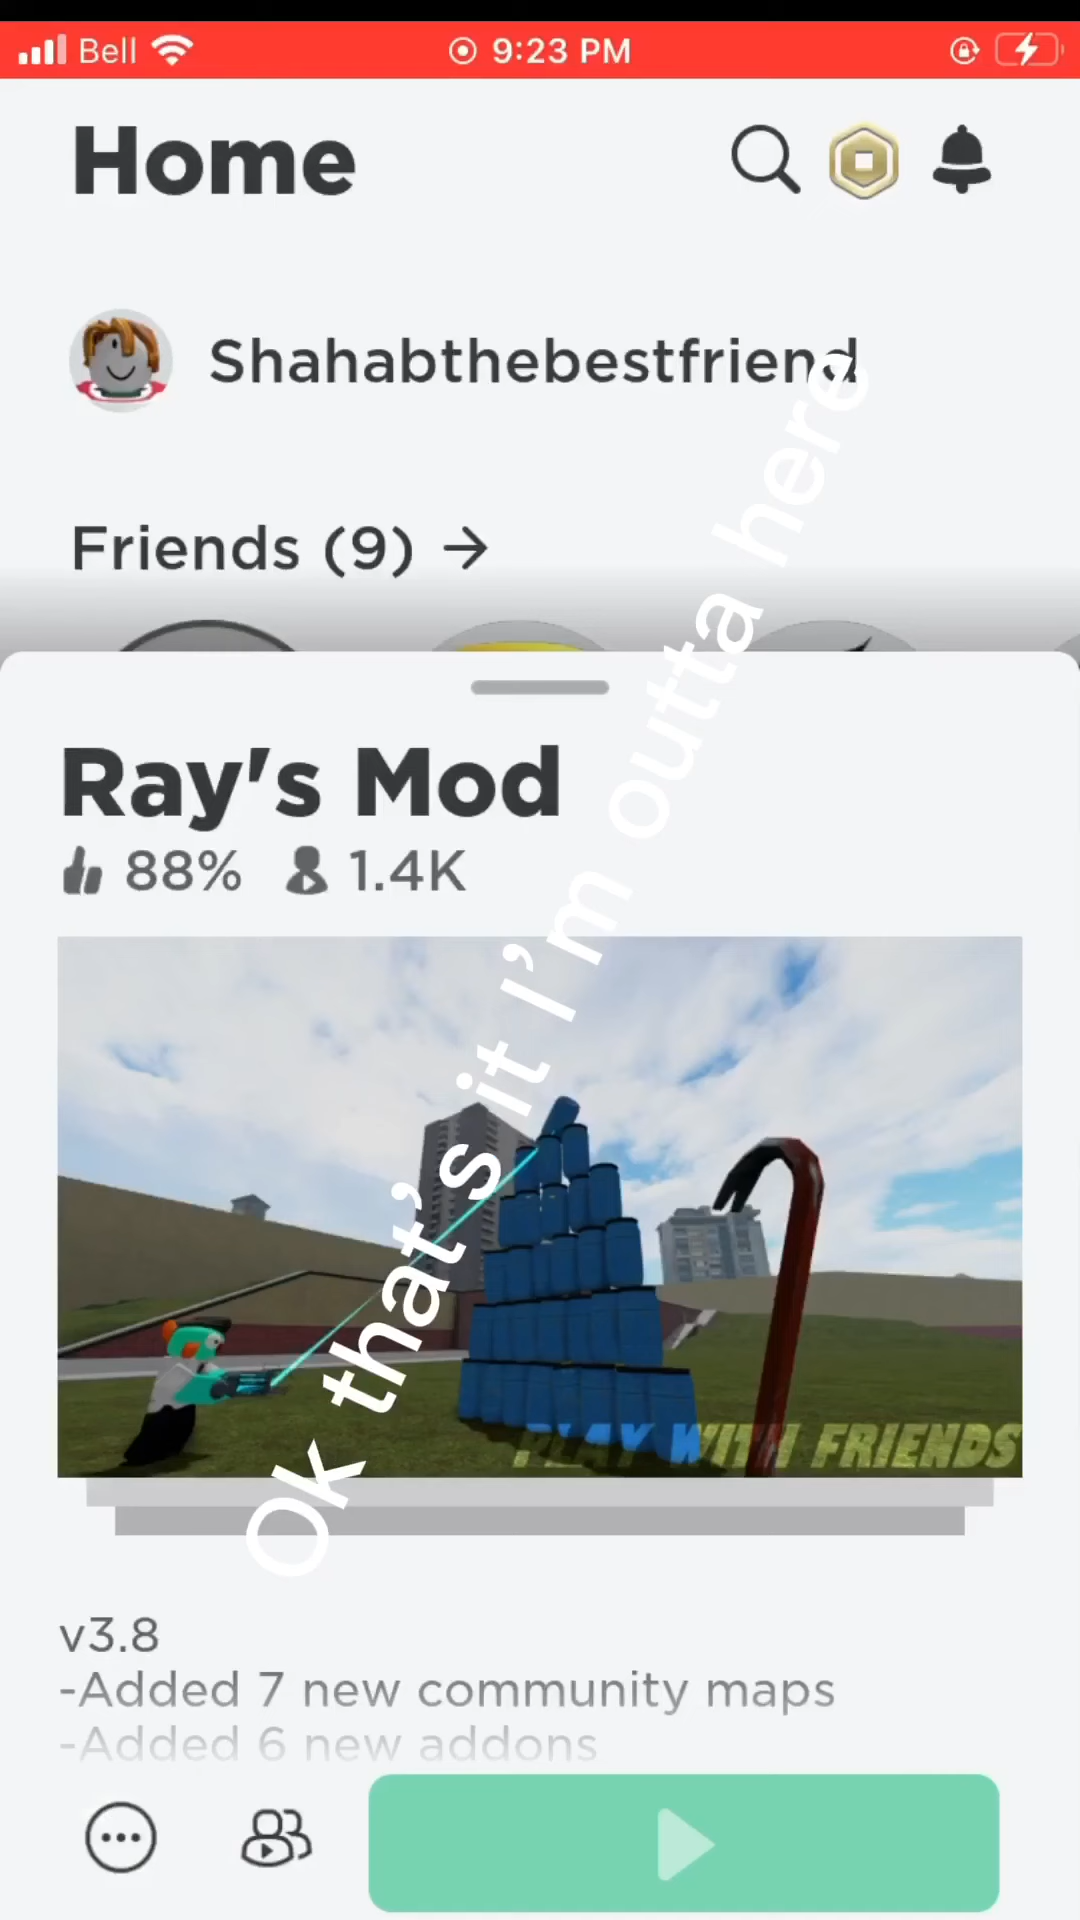 Bell
9:23 PM
Home
Shahabthebestfriend
Friends (9) →
Ray's Mod
88% 1.4K
Ok that's it I'm outta here
PLAY WITH FRIENDS
v3.8
-Added 7 new community maps
-Added 6 new addons